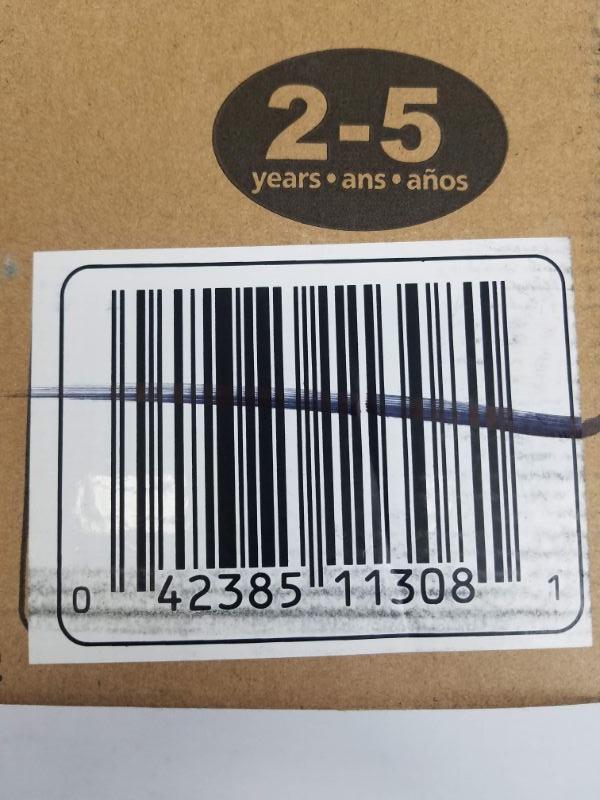 2-5
years • ans • años
0 42385 11308 1